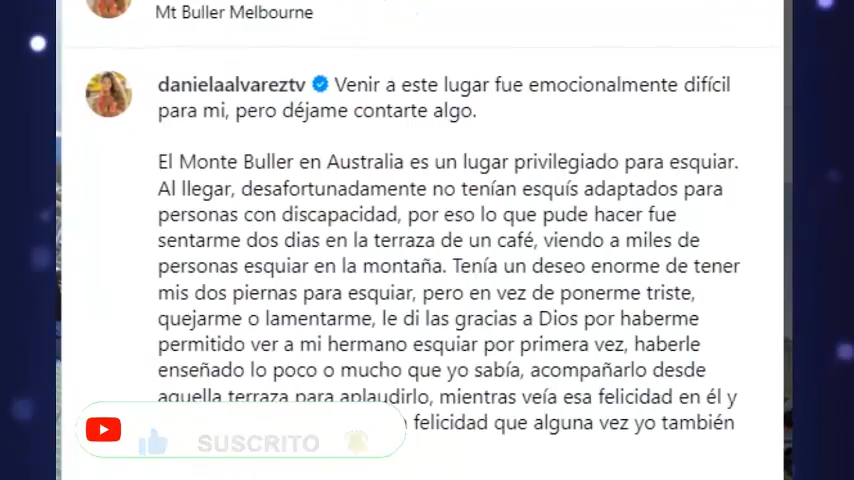 Mt Buller Melbourne
danielaalvareztv Venir a este lugar fue emocionalmente difícil
para mi, pero déjame contarte algo.
El Monte Buller en Australia es un lugar privilegiado para esquiar.
Al llegar, desafortunadamente no tenían esquís adaptados para
personas con discapacidad, por eso lo que pude hacer fue
sentarme dos dias en la terraza de un café, viendo a miles de
personas esquiar en la montaña. Tenía un deseo enorme de tener
mis dos piernas para esquiar, pero en vez de ponerme triste,
quejarme o lamentarme, le di las gracias a Dios por haberme
permitido ver a mi hermano esquiar por primera vez, haberle
enseñado lo poco o mucho que yo sabía, acompañarlo desde
aquella terraza para aplaudirlo, mientras veía esa felicidad en él y
felicidad que alguna vez yo también
SUSCRITO